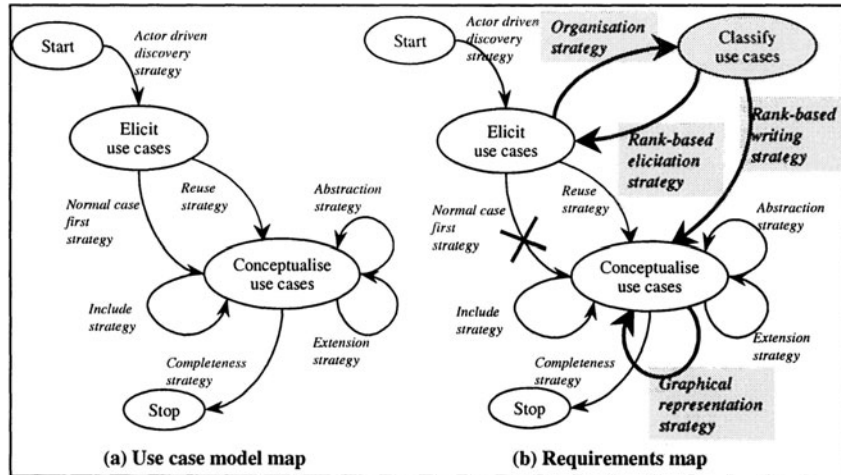 Start
Actor driven
discovery
strategy
Elicit
use cases
Normal case
first
strategy
Reuse
strategy
Abstraction
strategy
Conceptualise
use cases
Include
strategy
Extension
strategy
Completeness
strategy
Stop
(a) Use case model map
Start
Actor driven
discovery
strategy
Organisation
strategy
Classify
use cases
Elicit
use cases
Rank-based
elicitation
strategy
Rank-based
writing
strategy
Normal case
first
strategy
Reuse
strategy
Abstraction
strategy
Conceptualise
use cases
Include
strategy
Extension
strategy
Completeness
strategy
Graphical
representation
strategy
Stop
(b) Requirements map